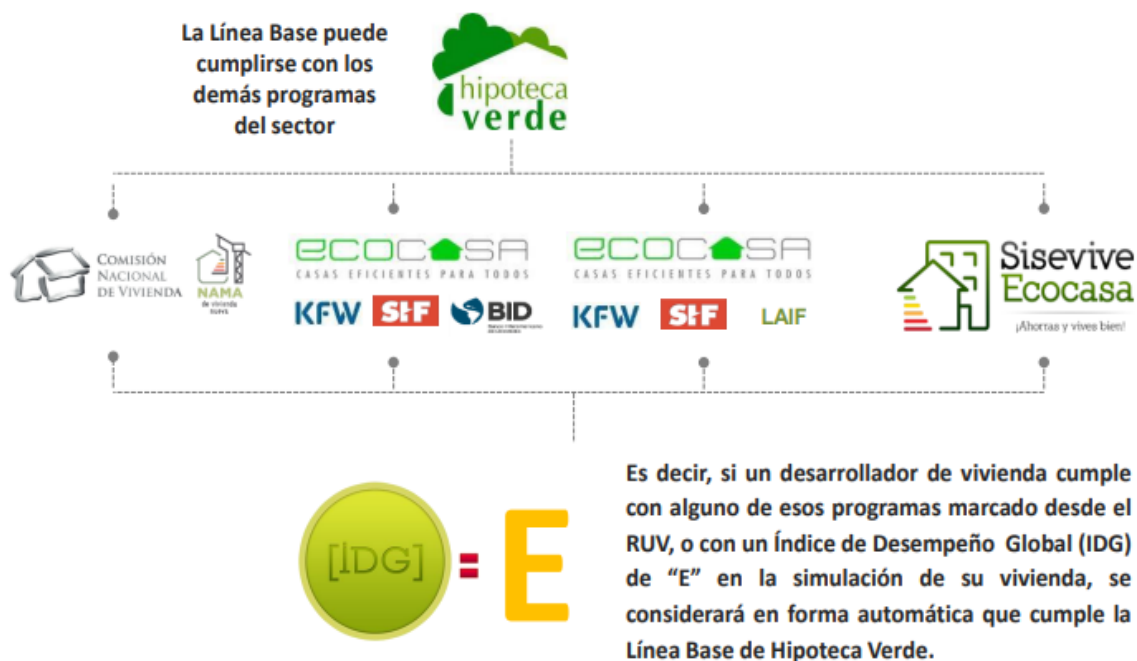 La Línea Base puede
cumplirse con los
demás programas
del sector
hipoteca
verde
COMISIÓN
NACIONAL
DE VIVIENDA
NAMA
de vivienda
nueva
ecocasa
CASAS EFICIENTES PARA TODOS
KFW SHF BID
ecocasa
CASAS EFICIENTES PARA TODOS
KFW SHF LAIF
Sisevive
Ecocasa
¡Ahorras y vives bien!
[IDG] = E
Es decir, si un desarrollador de vivienda cumple
con alguno de esos programas marcado desde el
RUV, o con un Índice de Desempeño Global (IDG)
de “E” en la simulación de su vivienda, se
considerará en forma automática que cumple la
Línea Base de Hipoteca Verde.